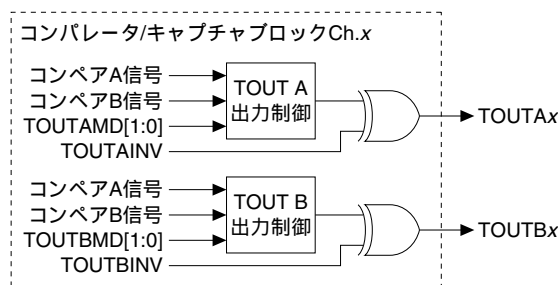 コンパレータ/キャプチャブロックCh.x
コンペアA信号
コンペアB信号
TOUTAMD[1:0]
TOUTAINV
TOUT A
出力制御
TOUTAx
コンペアA信号
コンペアB信号
TOUTBMD[1:0]
TOUTBINV
TOUT B
出力制御
TOUTBx